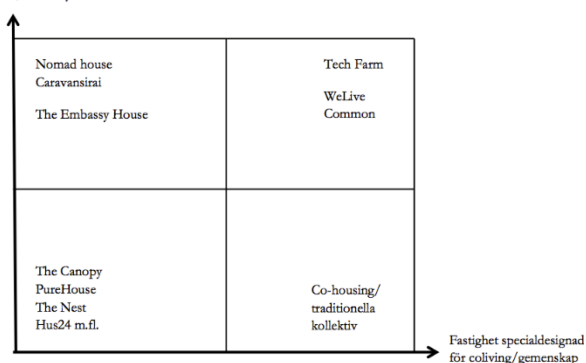 Nomad house
Caravansirai
The Embassy House
Tech Farm
WeLive
Common
The Canopy
PureHouse
The Nest
Hus24 m.fl.
Co-housing/
traditionella
kollektiv
Fastighet specialdesignad
för coliving/gemenskap